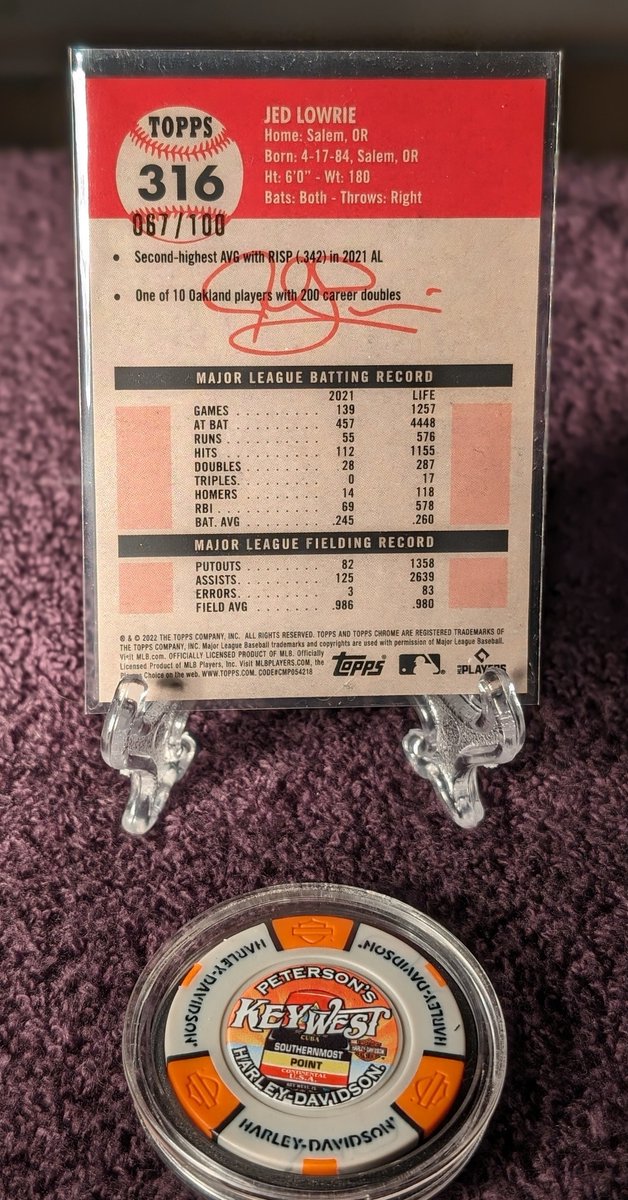 TOPPS
316
067/100
JED LOWRIE
Home: Salem, OR
Born: 4-17-84, Salem, OR
Ht: 6'0" - Wt: 180
Bats: Both - Throws: Right
• Second-highest AVG with RISP (.342) in 2021 AL
• One of 10 Oakland players with 200 career doubles
MAJOR LEAGUE BATTING RECORD
2021 LIFE
GAMES . . . . . . . . . . 139 1257
AT BAT . . . . . . . . . . 457 4448
RUNS . . . . . . . . . . 55 576
HITS . . . . . . . . . . 112 1155
DOUBLES . . . . . . . . . 28 287
TRIPLES. . . . . . . . . . 0 17
HOMERS . . . . . . . . . 14 118
RBI . . . . . . . . . . . 69 578
BAT. AVG . . . . . . . . . .245 .260
MAJOR LEAGUE FIELDING RECORD
PUTOUTS . . . . . . . . . 82 1358
ASSISTS. . . . . . . . . . 125 2639
ERRORS. . . . . . . . . . 3 83
FIELD AVG . . . . . . . . .986 .980
® & © 2022 THE TOPPS COMPANY, INC. ALL RIGHTS RESERVED. TOPPS AND TOPPS CHROME ARE REGISTERED TRADEMARKS OF
THE TOPPS COMPANY, INC. Major League Baseball trademarks and copyrights are used with permission of Major League Baseball.
Visit MLB.com. OFFICIALLY LICENSED PRODUCT OF MLB. Officially
Licensed Product of MLB Players, Inc. Visit MLBPLAYERS.COM, the
Players Choice on the web. WWW.TOPPS.COM. CODE#CMP054218
Topps
MLB PLAYERS
HARLEY-DAVIDSON
HARLEY-DAVIDSON
HARLEY-DAVIDSON
HARLEY-DAVIDSON
PETERSON'S
KEY WEST
CUBA
SOUTHERNMOST
POINT
CONTINENTAL
U.S.A.
KEY WEST, FL
HARLEY-DAVIDSON
HARLEY-DAVIDSON